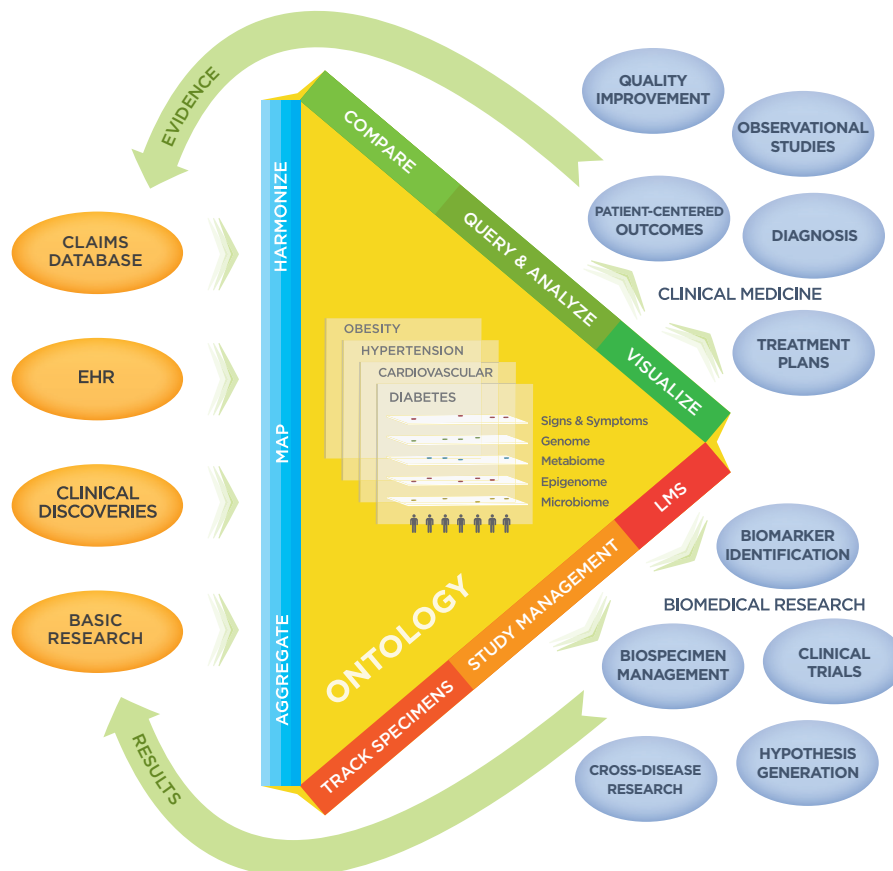 EVIDENCE
CLAIMS
DATABASE
EHR
CLINICAL
DISCOVERIES
BASIC
RESEARCH
RESULTS
HARMONIZE
MAP
AGGREGATE
COMPARE
QUERY & ANALYZE
VISUALIZE
OBESITY
HYPERTENSION
CARDIOVASCULAR
DIABETES
Signs & Symptoms
Genome
Metabiome
Epigenome
Microbiome
ONTOLOGY
LMS
STUDY MANAGEMENT
TRACK SPECIMENS
QUALITY
IMPROVEMENT
OBSERVATIONAL
STUDIES
PATIENT-CENTERED
OUTCOMES
DIAGNOSIS
CLINICAL MEDICINE
TREATMENT
PLANS
BIOMARKER
IDENTIFICATION
BIOMEDICAL RESEARCH
BIOSPECIMEN
MANAGEMENT
CLINICAL
TRIALS
CROSS-DISEASE
RESEARCH
HYPOTHESIS
GENERATION